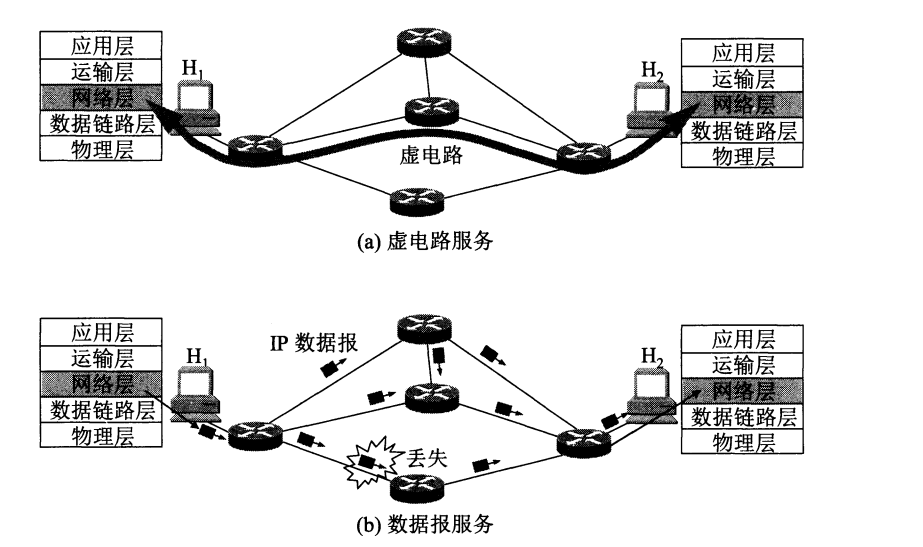 应用层
运输层
网络层
数据链路层
物理层
H1
虚电路
H2
应用层
运输层
网络层
数据链路层
物理层
(a) 虚电路服务
应用层
运输层
网络层
数据链路层
物理层
H1
IP 数据报
丢失
H2
应用层
运输层
网络层
数据链路层
物理层
(b) 数据报服务